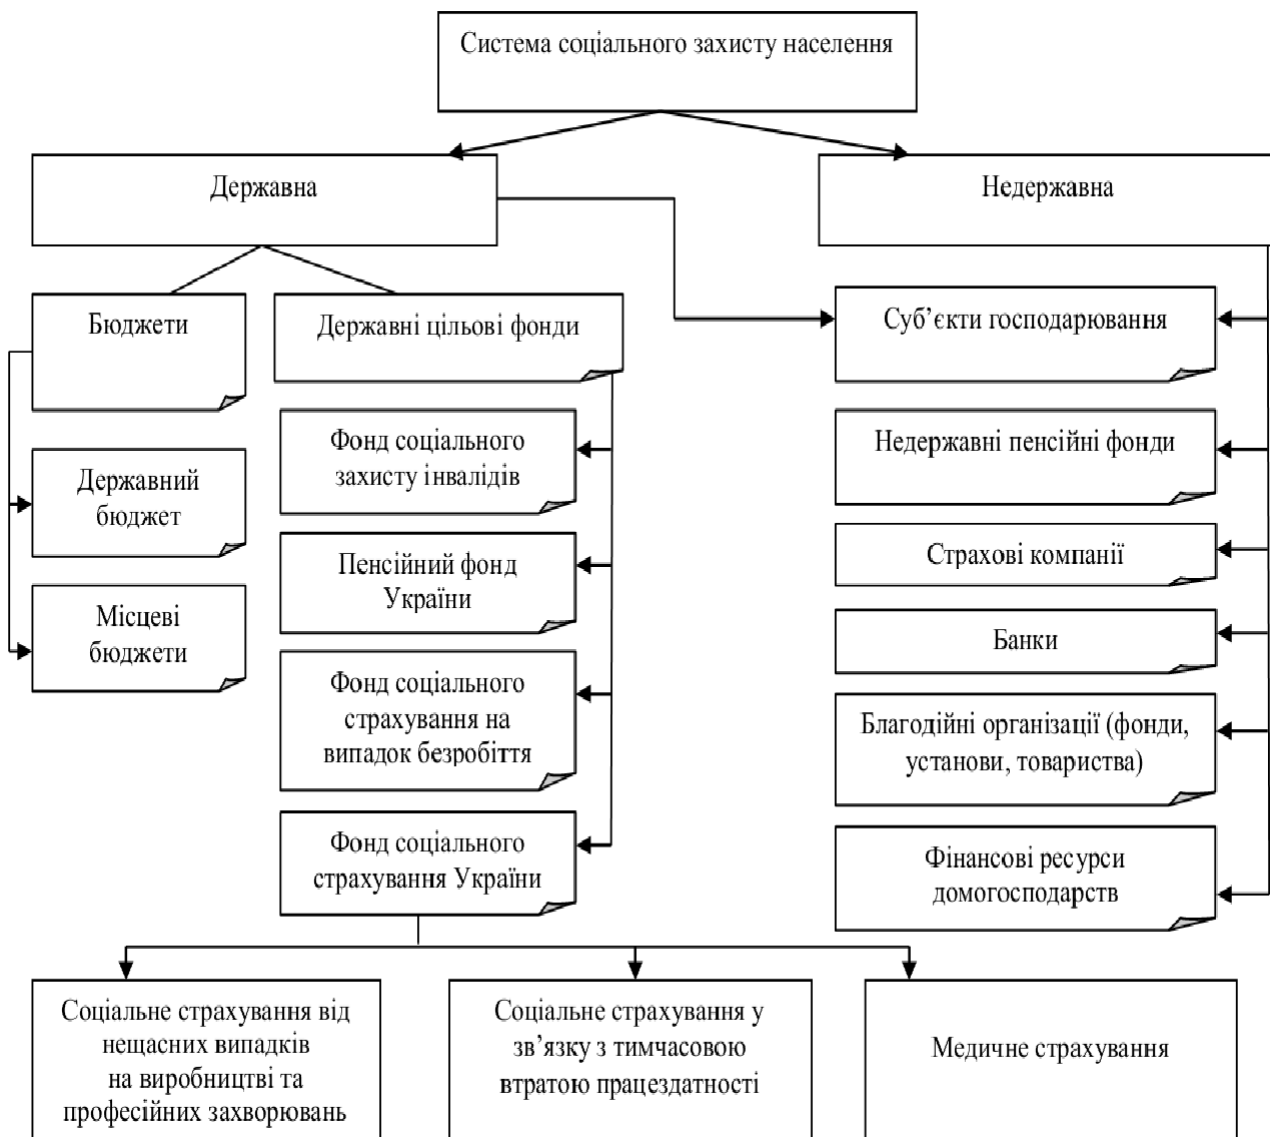 Система соціального захисту населення
Державна
Недержавна
Бюджети
Державні цільові фонди
Суб’єкти господарювання
Фонд соціального
захисту інвалідів
Недержавні пенсійні фонди
Державний
бюджет
Пенсійний фонд
України
Страхові компанії
Місцеві
бюджети
Банки
Фонд соціального
страхування на
випадок безробіття
Благодійні організації (фонди,
установи, товариства)
Фонд соціального
страхування України
Фінансові ресурси
домогосподарств
Соціальне страхування від
нещасних випадків
на виробництві та
професійних захворювань
Соціальне страхування у
зв’язку з тимчасовою
втратою працездатності
Медичне страхування